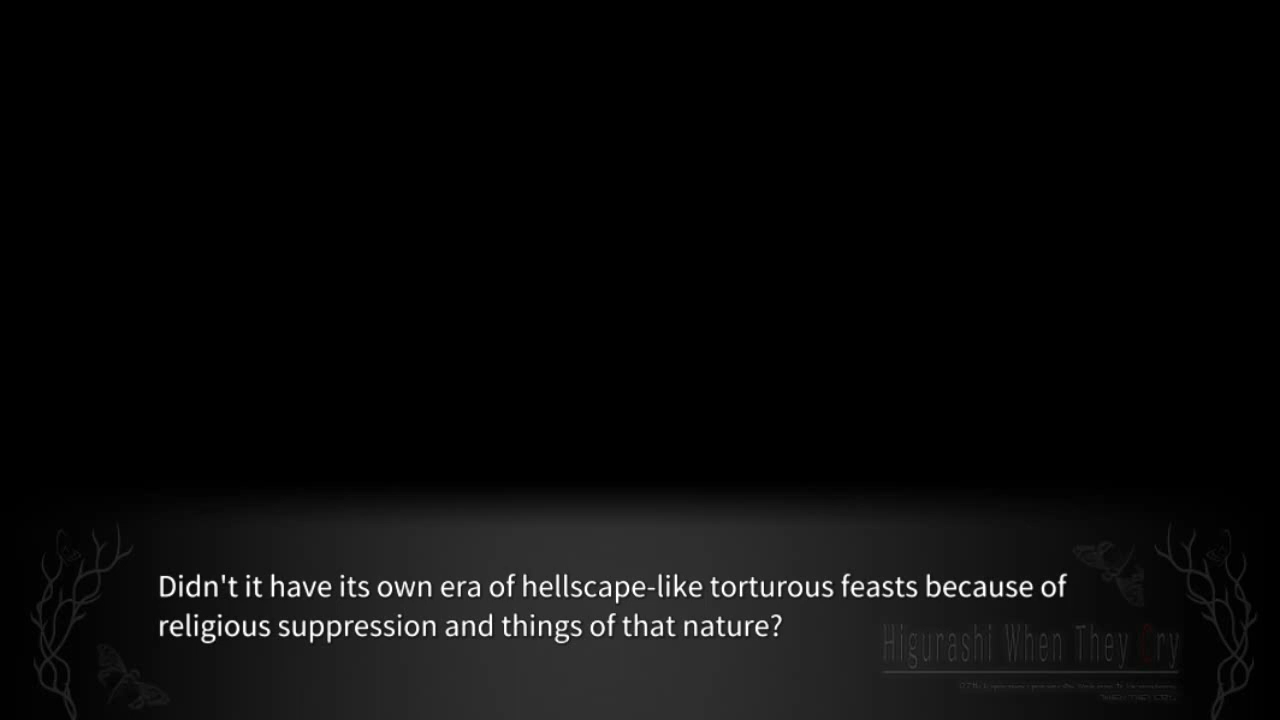 Didn't it have its own era of hellscape-like torturous feasts because of
religious suppression and things of that nature?
Higurashi When They Cry